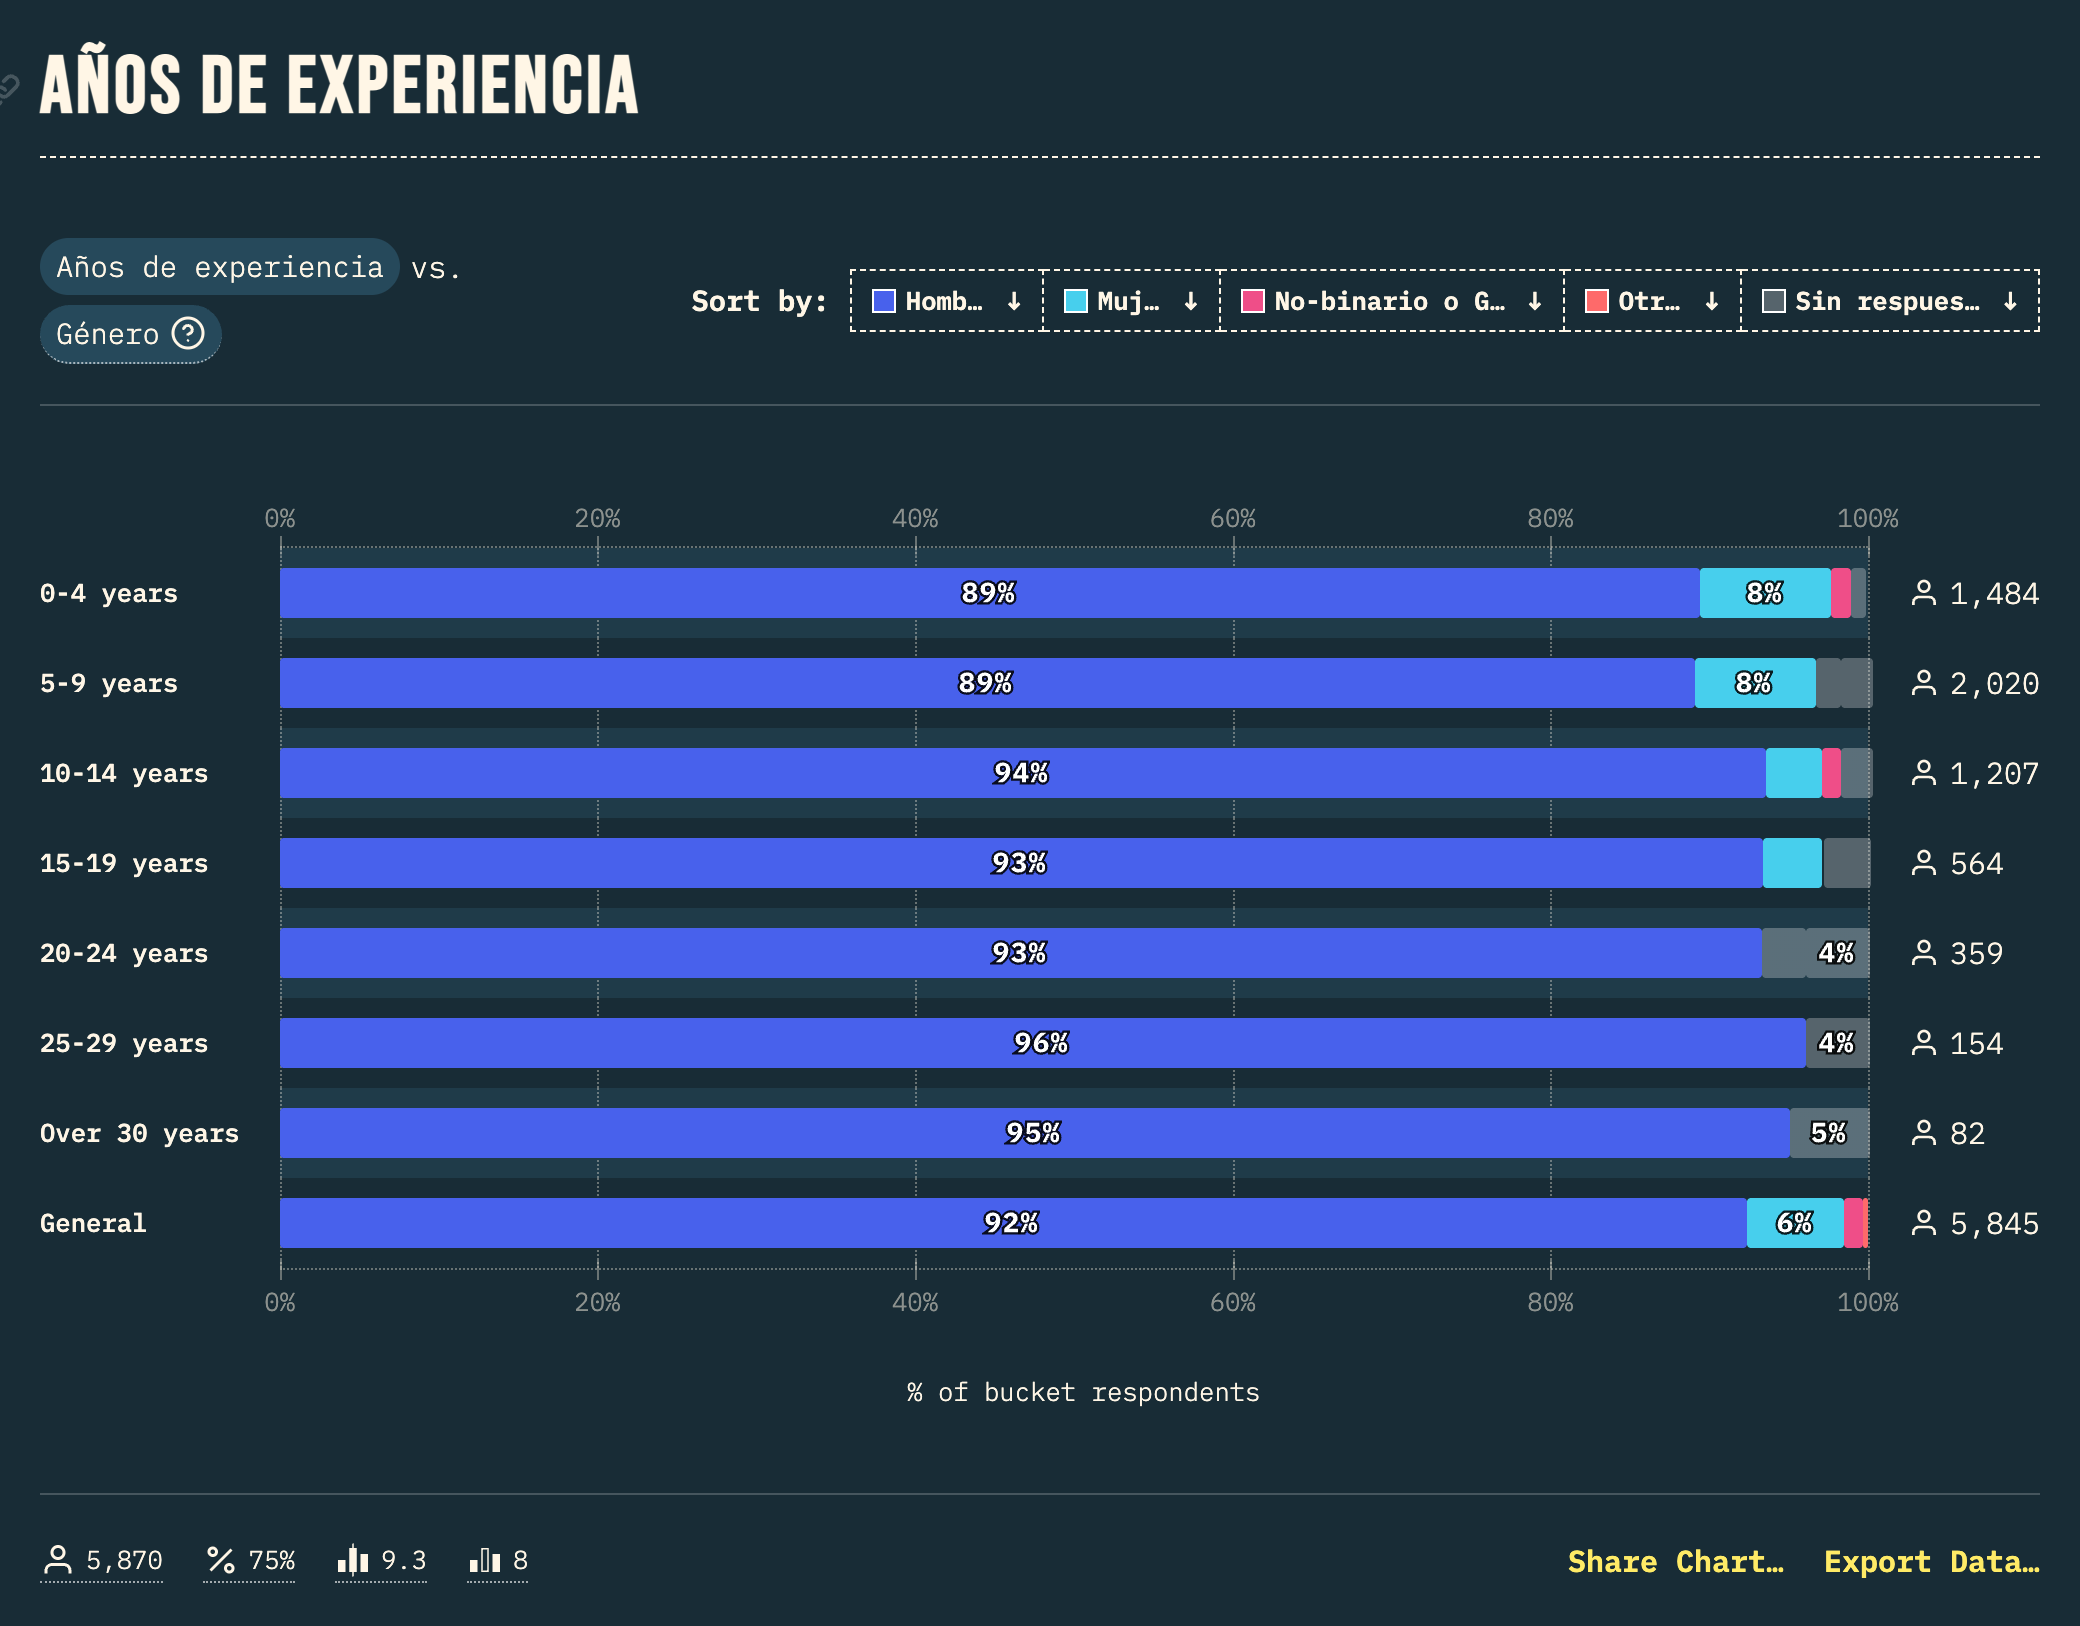 AÑOS DE EXPERIENCIA
Años de experiencia vs.
Género
Sort by: Homb… ↓ Muj… ↓ No-binario o G… ↓ Otr… ↓ Sin respues… ↓
0% 20% 40% 60% 80% 100%
0-4 years 89% 8% 1,484
5-9 years 89% 8% 2,020
10-14 years 94% 1,207
15-19 years 93% 564
20-24 years 93% 4% 359
25-29 years 96% 4% 154
Over 30 years 95% 5% 82
General 92% 6% 5,845
0% 20% 40% 60% 80% 100%
% of bucket respondents
5,870 75% 9.3 8 Share Chart… Export Data…